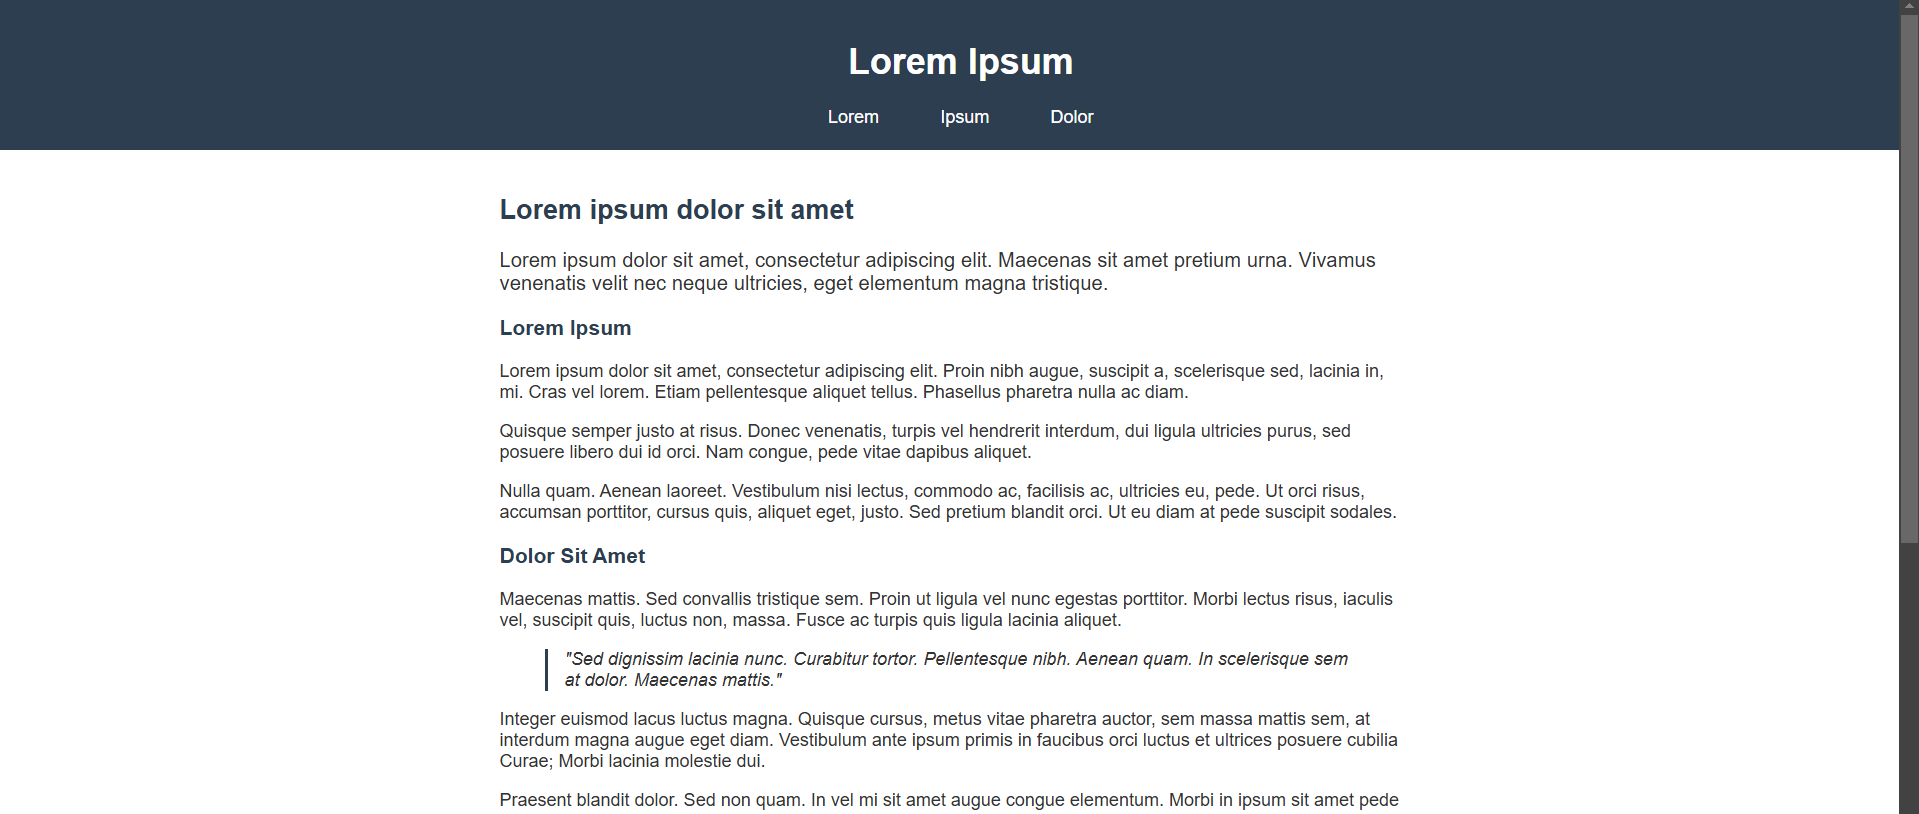 Lorem Ipsum
Lorem Ipsum Dolor
Lorem ipsum dolor sit amet
Lorem ipsum dolor sit amet, consectetur adipiscing elit. Maecenas sit amet pretium urna. Vivamus
venenatis velit nec neque ultricies, eget elementum magna tristique.
Lorem Ipsum
Lorem ipsum dolor sit amet, consectetur adipiscing elit. Proin nibh augue, suscipit a, scelerisque sed, lacinia in,
mi. Cras vel lorem. Etiam pellentesque aliquet tellus. Phasellus pharetra nulla ac diam.
Quisque semper justo at risus. Donec venenatis, turpis vel hendrerit interdum, dui ligula ultricies purus, sed
posuere libero dui id orci. Nam congue, pede vitae dapibus aliquet.
Nulla quam. Aenean laoreet. Vestibulum nisi lectus, commodo ac, facilisis ac, ultricies eu, pede. Ut orci risus,
accumsan porttitor, cursus quis, aliquet eget, justo. Sed pretium blandit orci. Ut eu diam at pede suscipit sodales.
Dolor Sit Amet
Maecenas mattis. Sed convallis tristique sem. Proin ut ligula vel nunc egestas porttitor. Morbi lectus risus, iaculis
vel, suscipit quis, luctus non, massa. Fusce ac turpis quis ligula lacinia aliquet.
"Sed dignissim lacinia nunc. Curabitur tortor. Pellentesque nibh. Aenean quam. In scelerisque sem
at dolor. Maecenas mattis."
Integer euismod lacus luctus magna. Quisque cursus, metus vitae pharetra auctor, sem massa mattis sem, at
interdum magna augue eget diam. Vestibulum ante ipsum primis in faucibus orci luctus et ultrices posuere cubilia
Curae; Morbi lacinia molestie dui.
Praesent blandit dolor. Sed non quam. In vel mi sit amet augue congue elementum. Morbi in ipsum sit amet pede